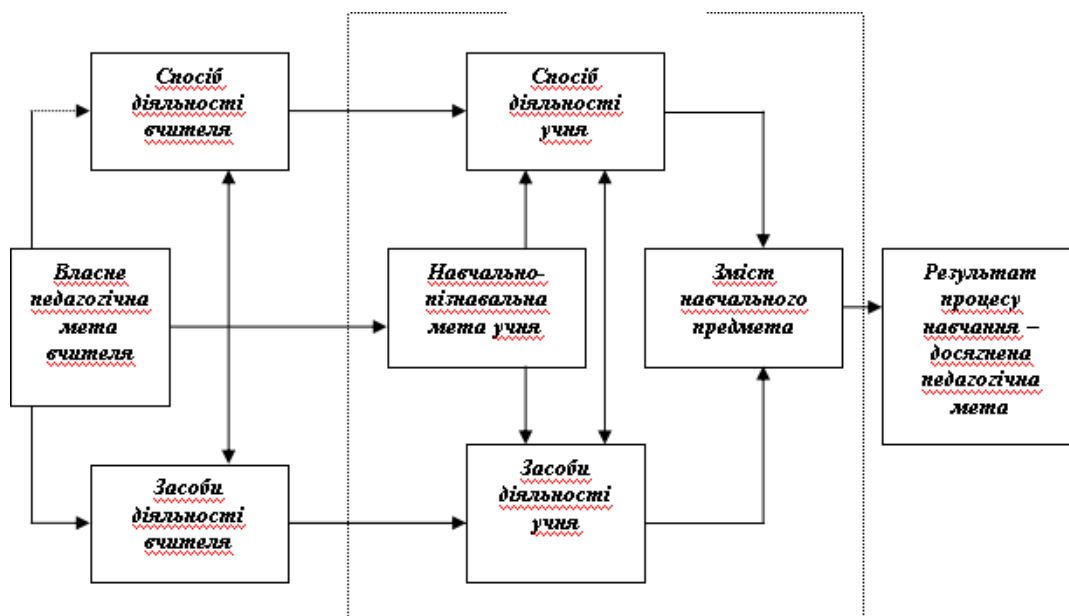 Спосіб
діяльності
вчителя
Спосіб
діяльності
учня
Власне
педагогічна
мета
вчителя
Навчально-
пізнавальна
мета учня
Зміст
навчального
предмета
Результат
процесу
навчання –
досягнена
педагогічна
мета
Засоби
діяльності
вчителя
Засоби
діяльності
учня